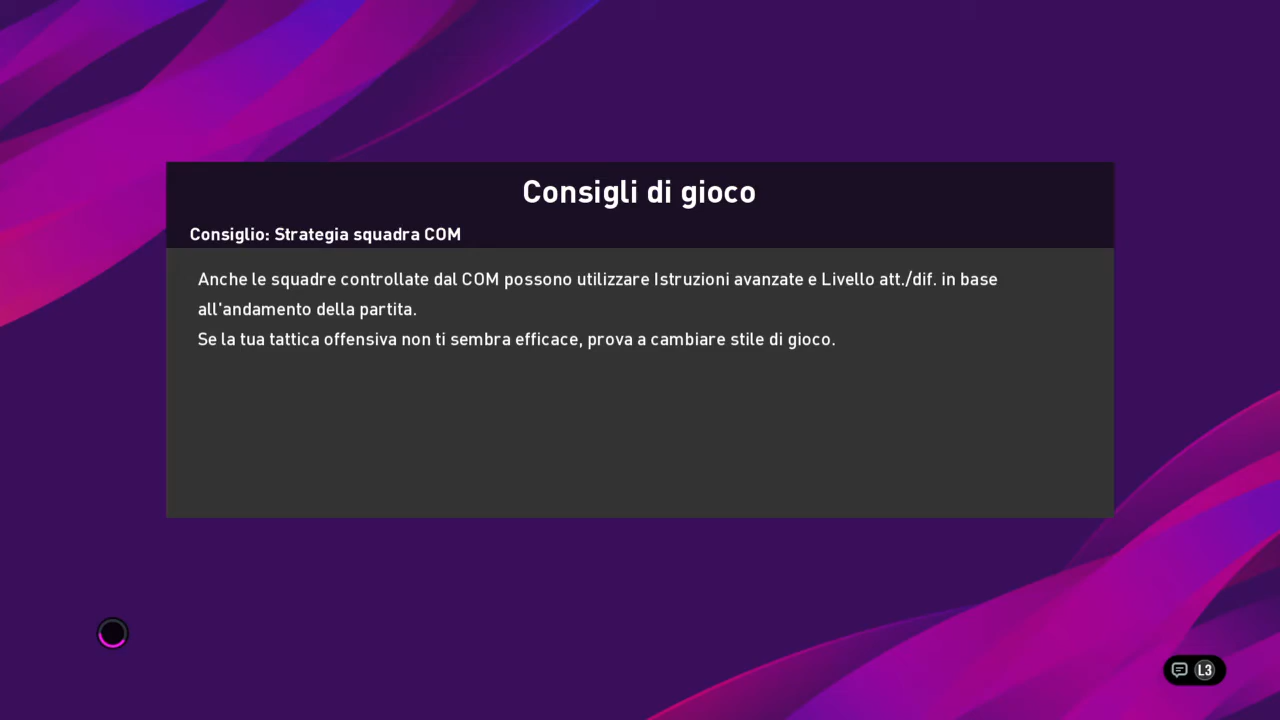 Consigli di gioco
Consiglio: Strategia squadra COM
Anche le squadre controllate dal COM possono utilizzare Istruzioni avanzate e Livello att./dif. in base
all'andamento della partita.
Se la tua tattica offensiva non ti sembra efficace, prova a cambiare stile di gioco.
L3